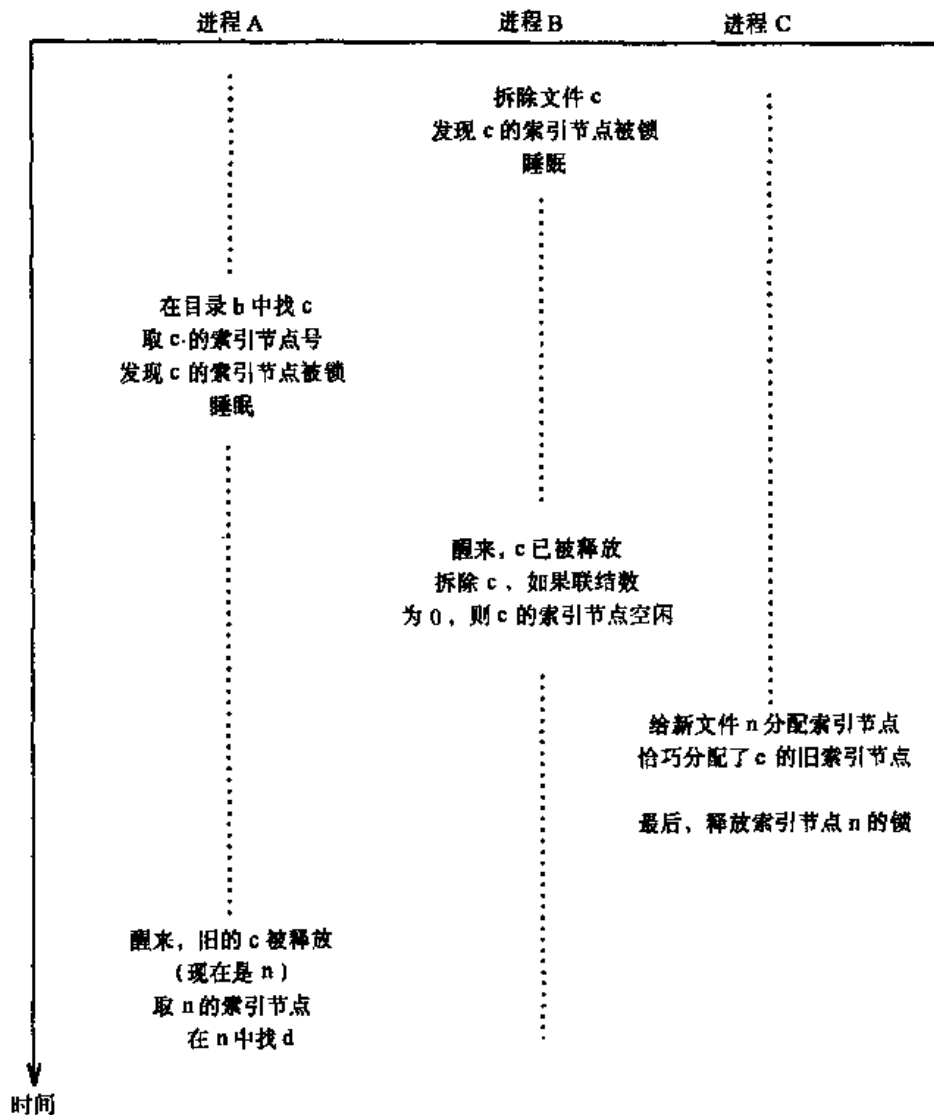 进程A 进程B 进程C
拆除文件c
发现c的索引节点被锁
睡眠
在目录b中找c
取c·的索引节点号
发现c的索引节点被锁
睡眠
醒来，c已被释放
拆除c、如果联结数
为0，则c的索引节点空闲
给新文件n分配索引节点
恰巧分配了c的旧索引节点
最后，释放索引节点n的锁
醒来，旧的c被释放
(现在是n)
取n的索引节点
在n中找d
时间